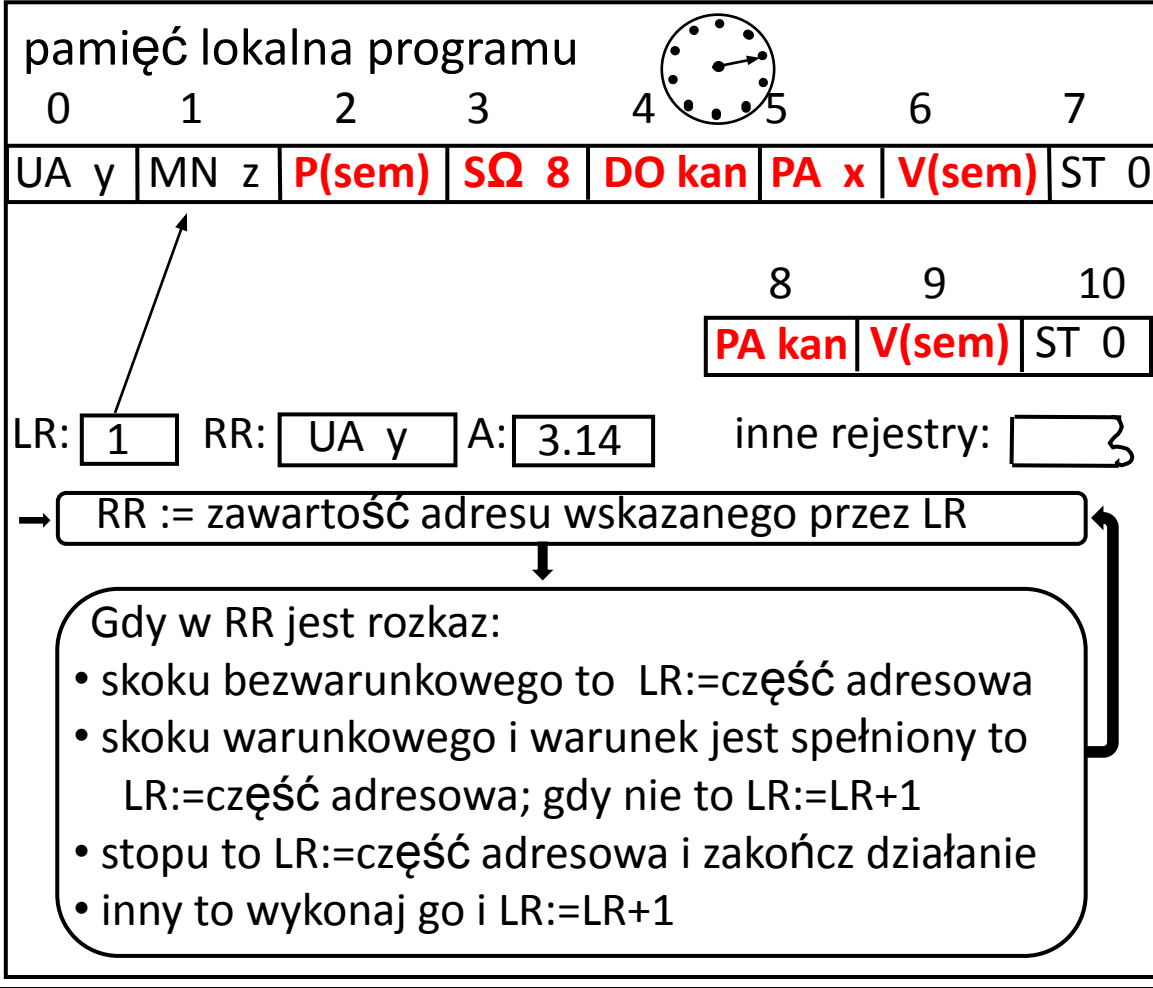 pamięć lokalna programu
0 1 2 3 4 5 6 7
UA y MN z P(sem) SΩ 8 DO kan PA x V(sem) ST 0
8 9 10
PA kan V(sem) ST 0
LR: 1 RR: UA y A: 3.14 inne rejestry:
RR := zawartość adresu wskazanego przez LR
Gdy w RR jest rozkaz:
• skoku bezwarunkowego to LR:=część adresowa
• skoku warunkowego i warunek jest spełniony to
LR:=część adresowa; gdy nie to LR:=LR+1
• stopu to LR:=część adresowa i zakończ działanie
• inny to wykonaj go i LR:=LR+1